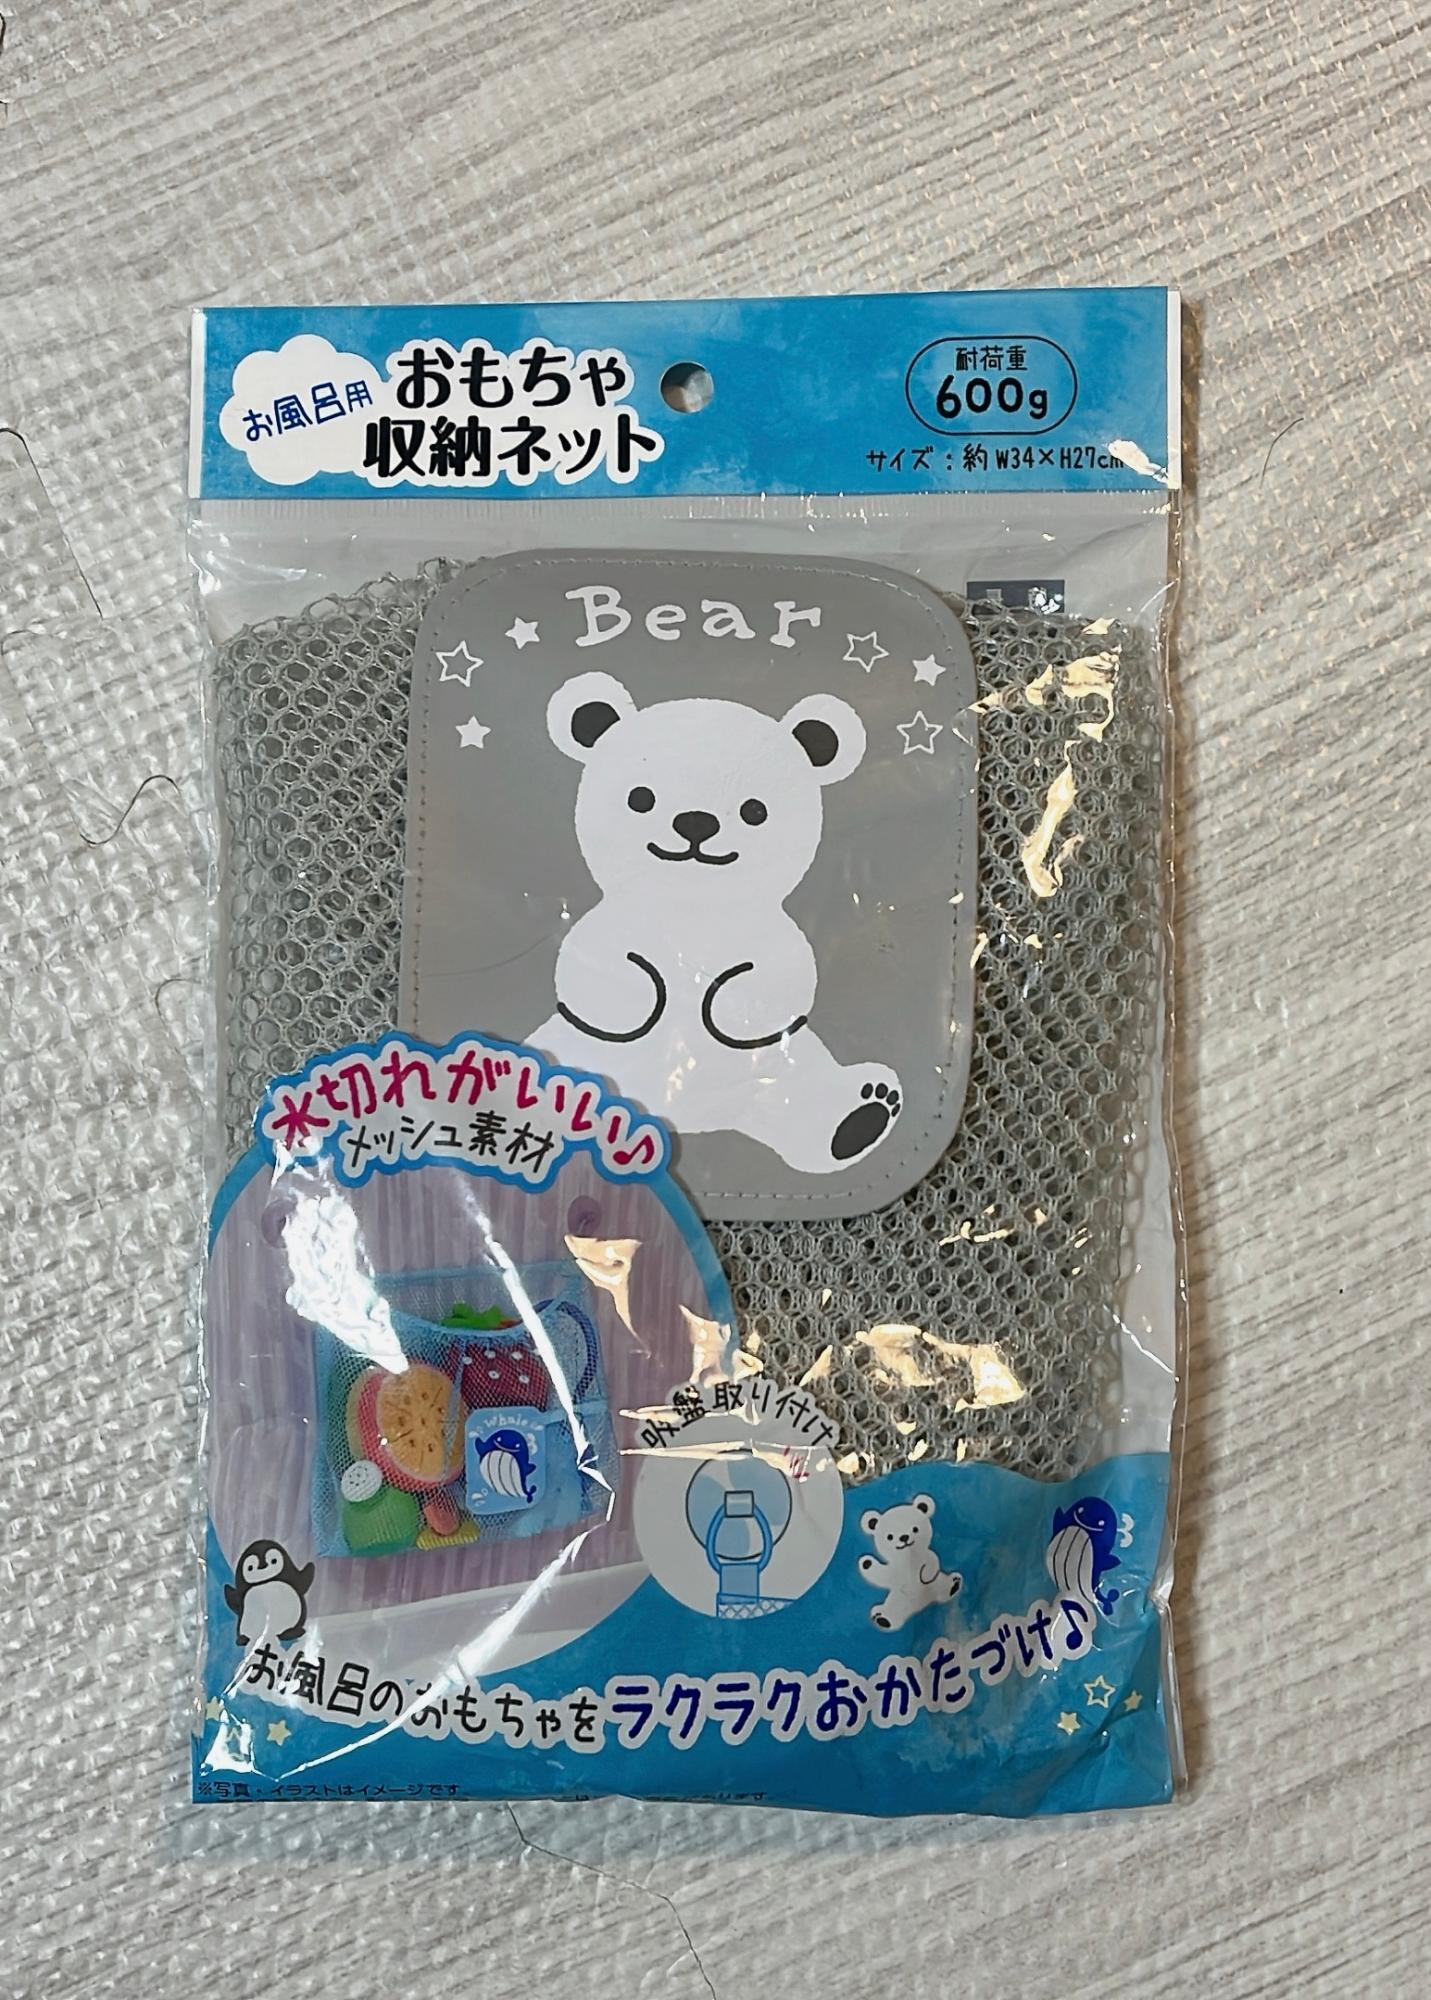 お風呂用
おもちゃ
収納ネット
耐荷重
600g
サイズ：約W34×H27cm
Bear
水切れがいい♪
メッシュ素材
Whale
吸盤取り付け
お風呂のおもちゃをラクラクおかたづけ♪
※写真・イラストはイメージです。